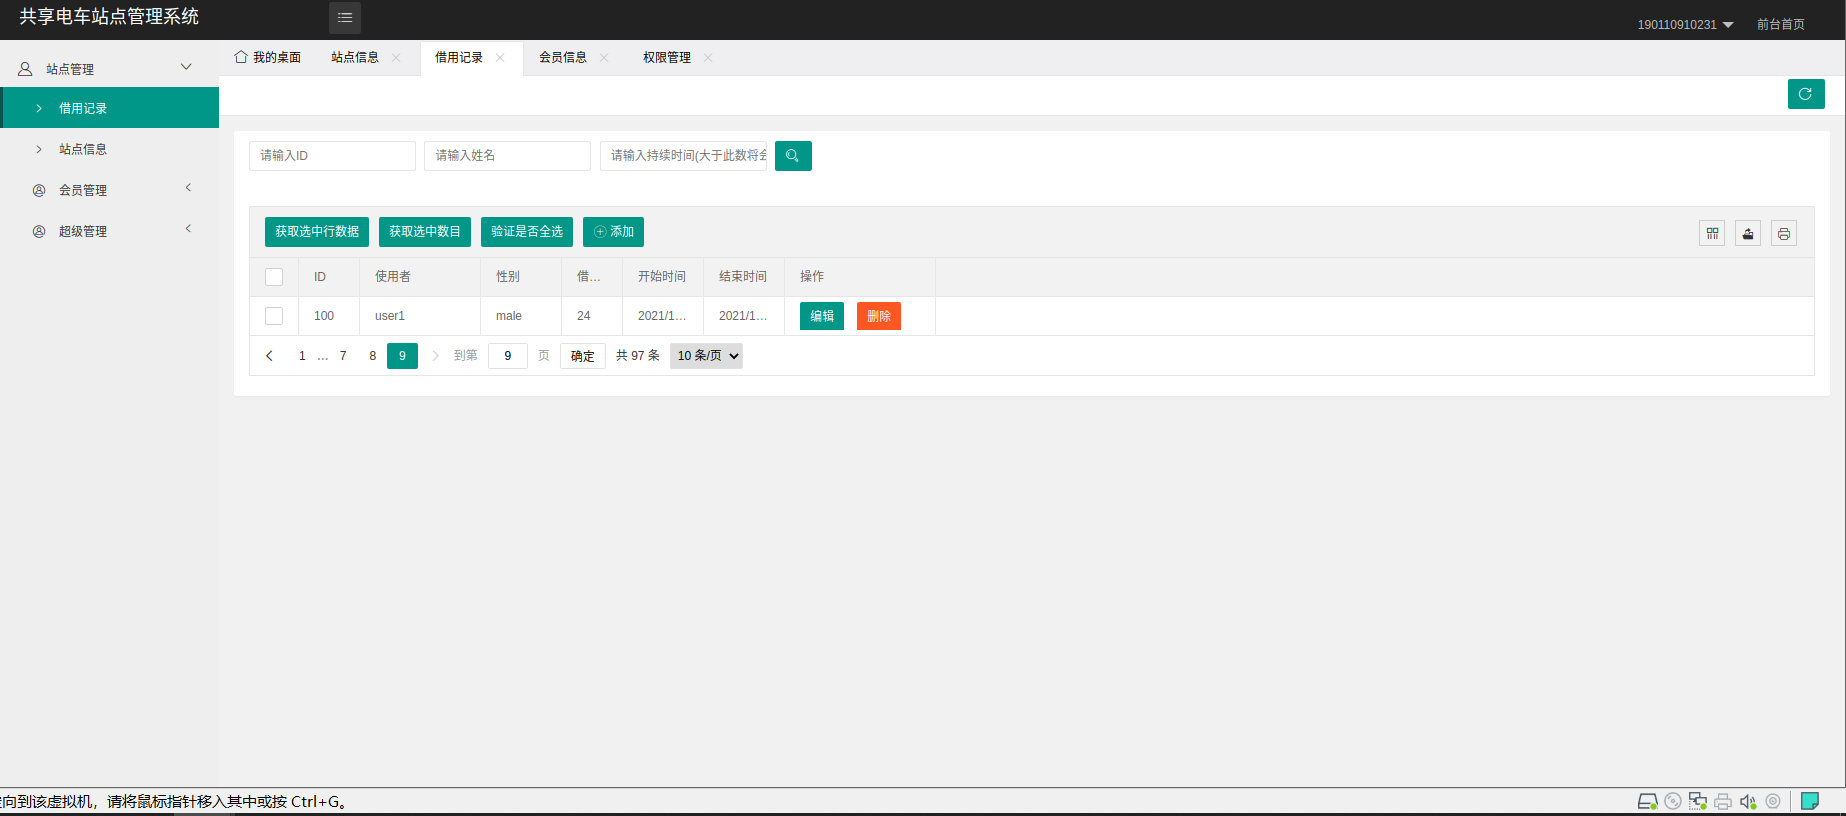 共享电车站点管理系统
190110910231 前台首页
站点管理
借用记录
站点信息
会员管理
超级管理
我的桌面 站点信息 借用记录 会员信息 权限管理
请输入ID 请输入姓名 请输入持续时间(大于此数将
获取选中行数据 获取选中数目 验证是否全选 添加
ID 使用者 性别 借… 开始时间 结束时间 操作
100 user1 male 24 2021/1… 2021/1… 编辑 删除
1 … 7 8 9 到第 9 页 确定 共 97 条 10 条/页
向到该虚拟机，请将鼠标指针移入其中或按 Ctrl+G。